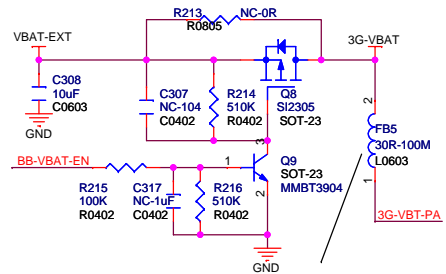 R213
NC-0R
R0805
VBAT-EXT
3G-VBAT
C308
10uF
C0603
GND
C307
NC-104
C0402
R214
510K
R0402
Q8
SI2305
SOT-23
2
FB5
30R-100M
L0603
1
3
BB-VBAT-EN
1
Q9
SOT-23
MMBT3904
2
R215
100K
R0402
C317
NC-1uF
C0402
R216
510K
R0402
3G-VBT-PA
GND